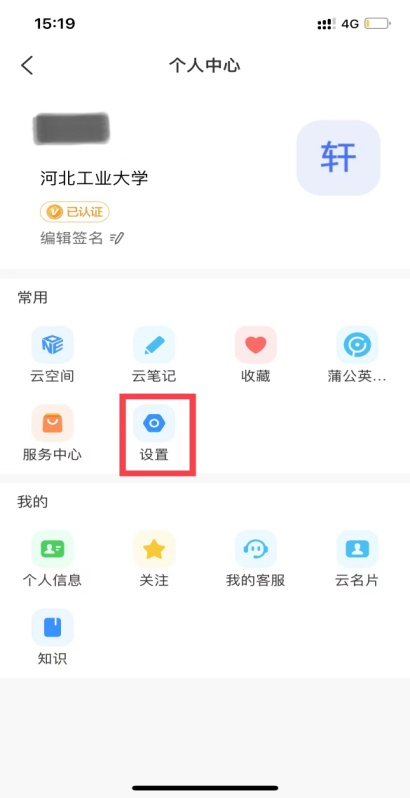 15:19 4G
个人中心
轩
河北工业大学
已认证
编辑签名
常用
云空间 云笔记 收藏 蒲公英...
服务中心 设置
我的
个人信息 关注 我的客服 云名片
知识